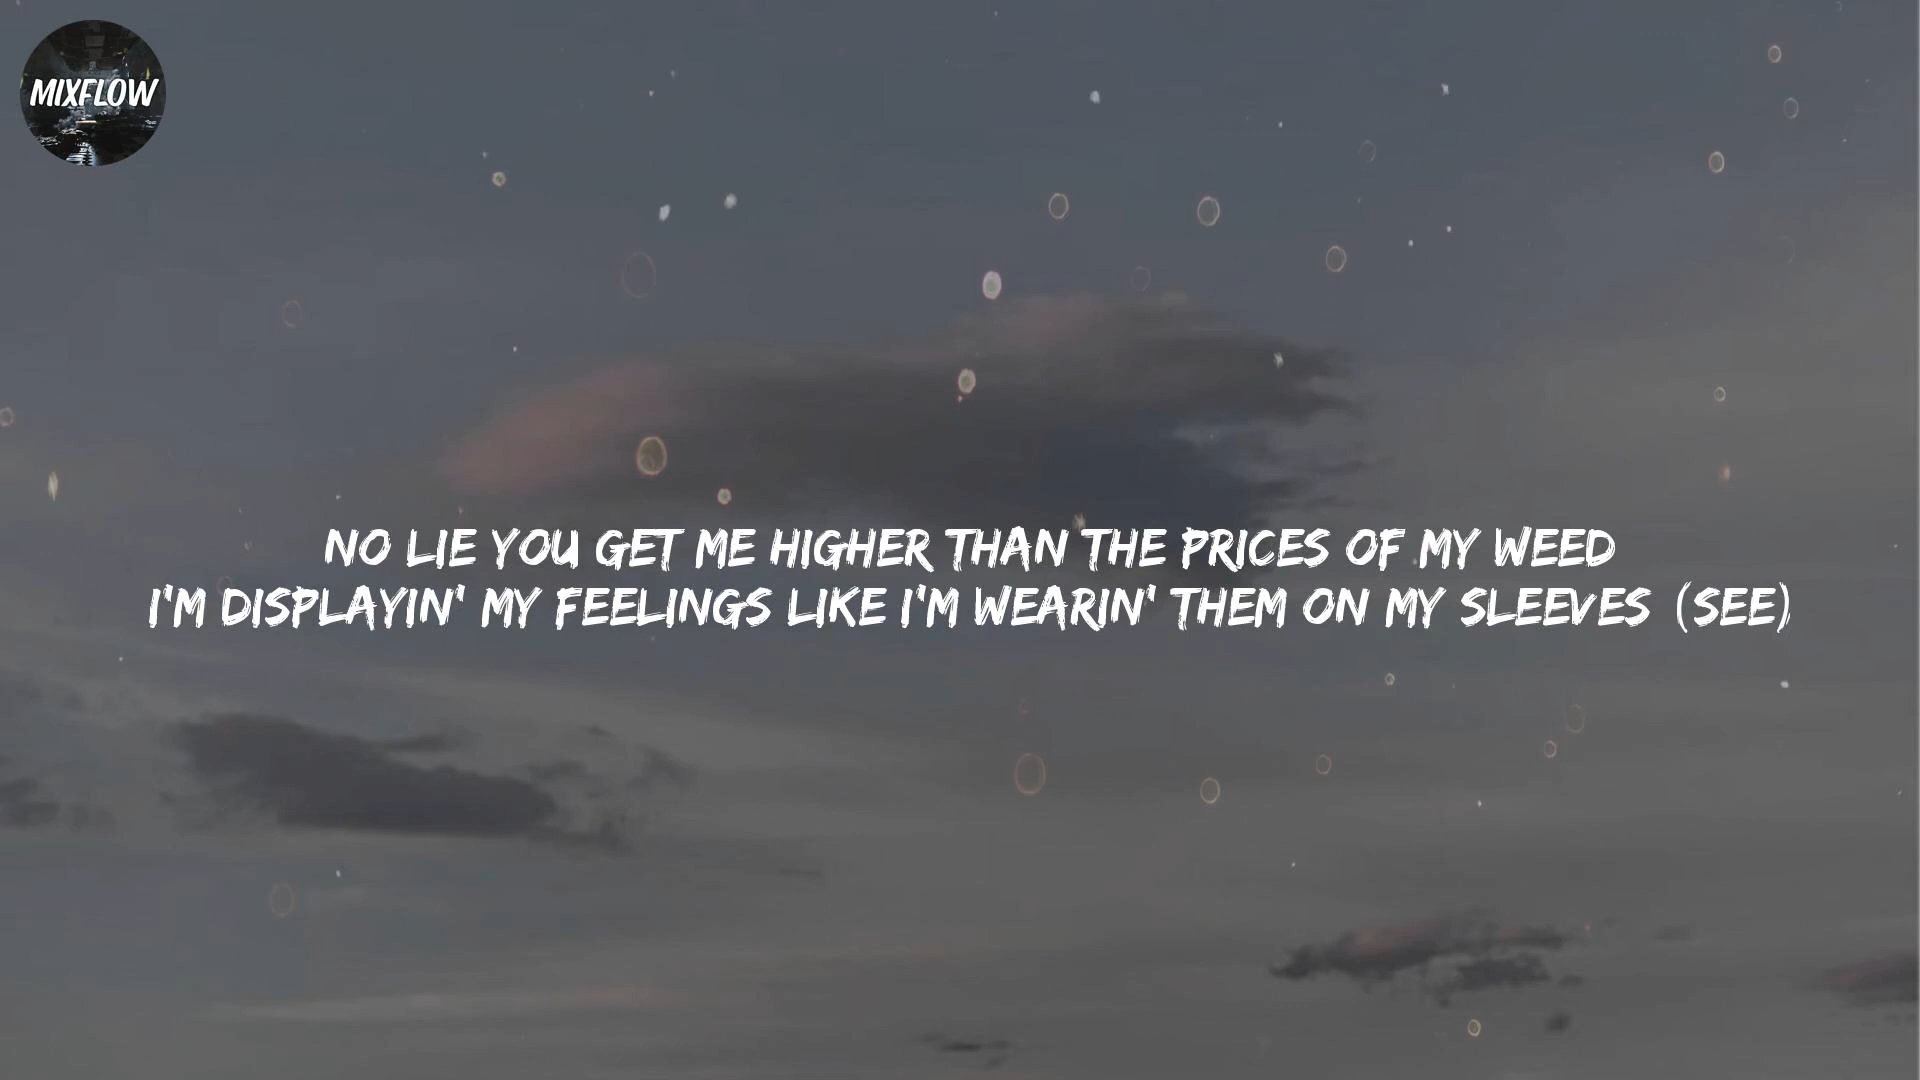 MIXFLOW
NO LIE YOU GET ME HIGHER THAN THE PRICES OF MY WEED
I'M DISPLAYIN' MY FEELINGS LIKE I'M WEARIN' THEM ON MY SLEEVES (SEE)